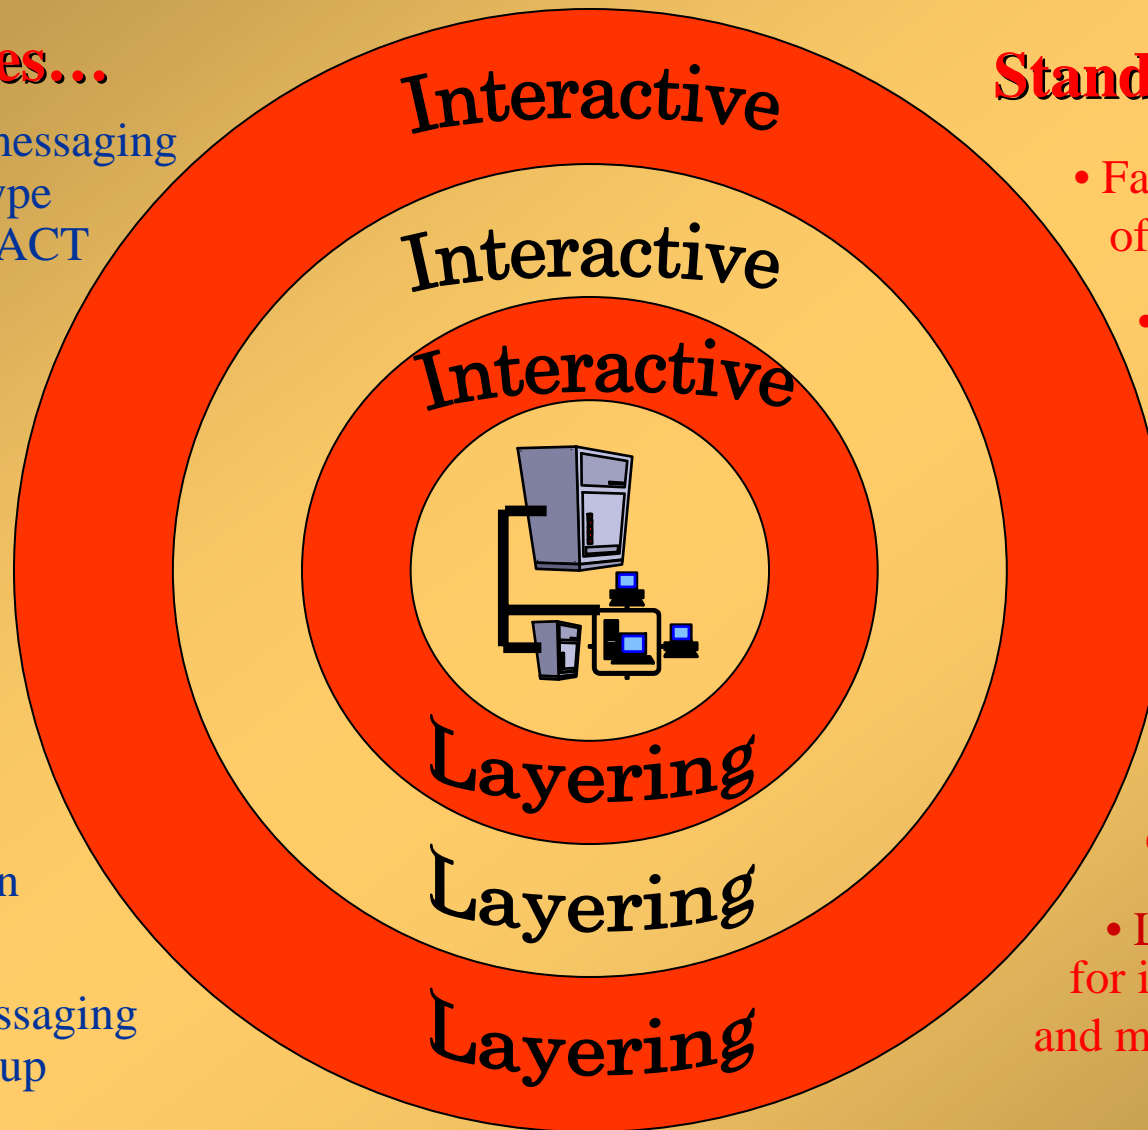 es…
nessaging
ype
ACT
n
ssaging
up
Interactive
Interactive
Interactive
Layering
Layering
Layering
Stand
• Fa
of
•
• L
for i
and m